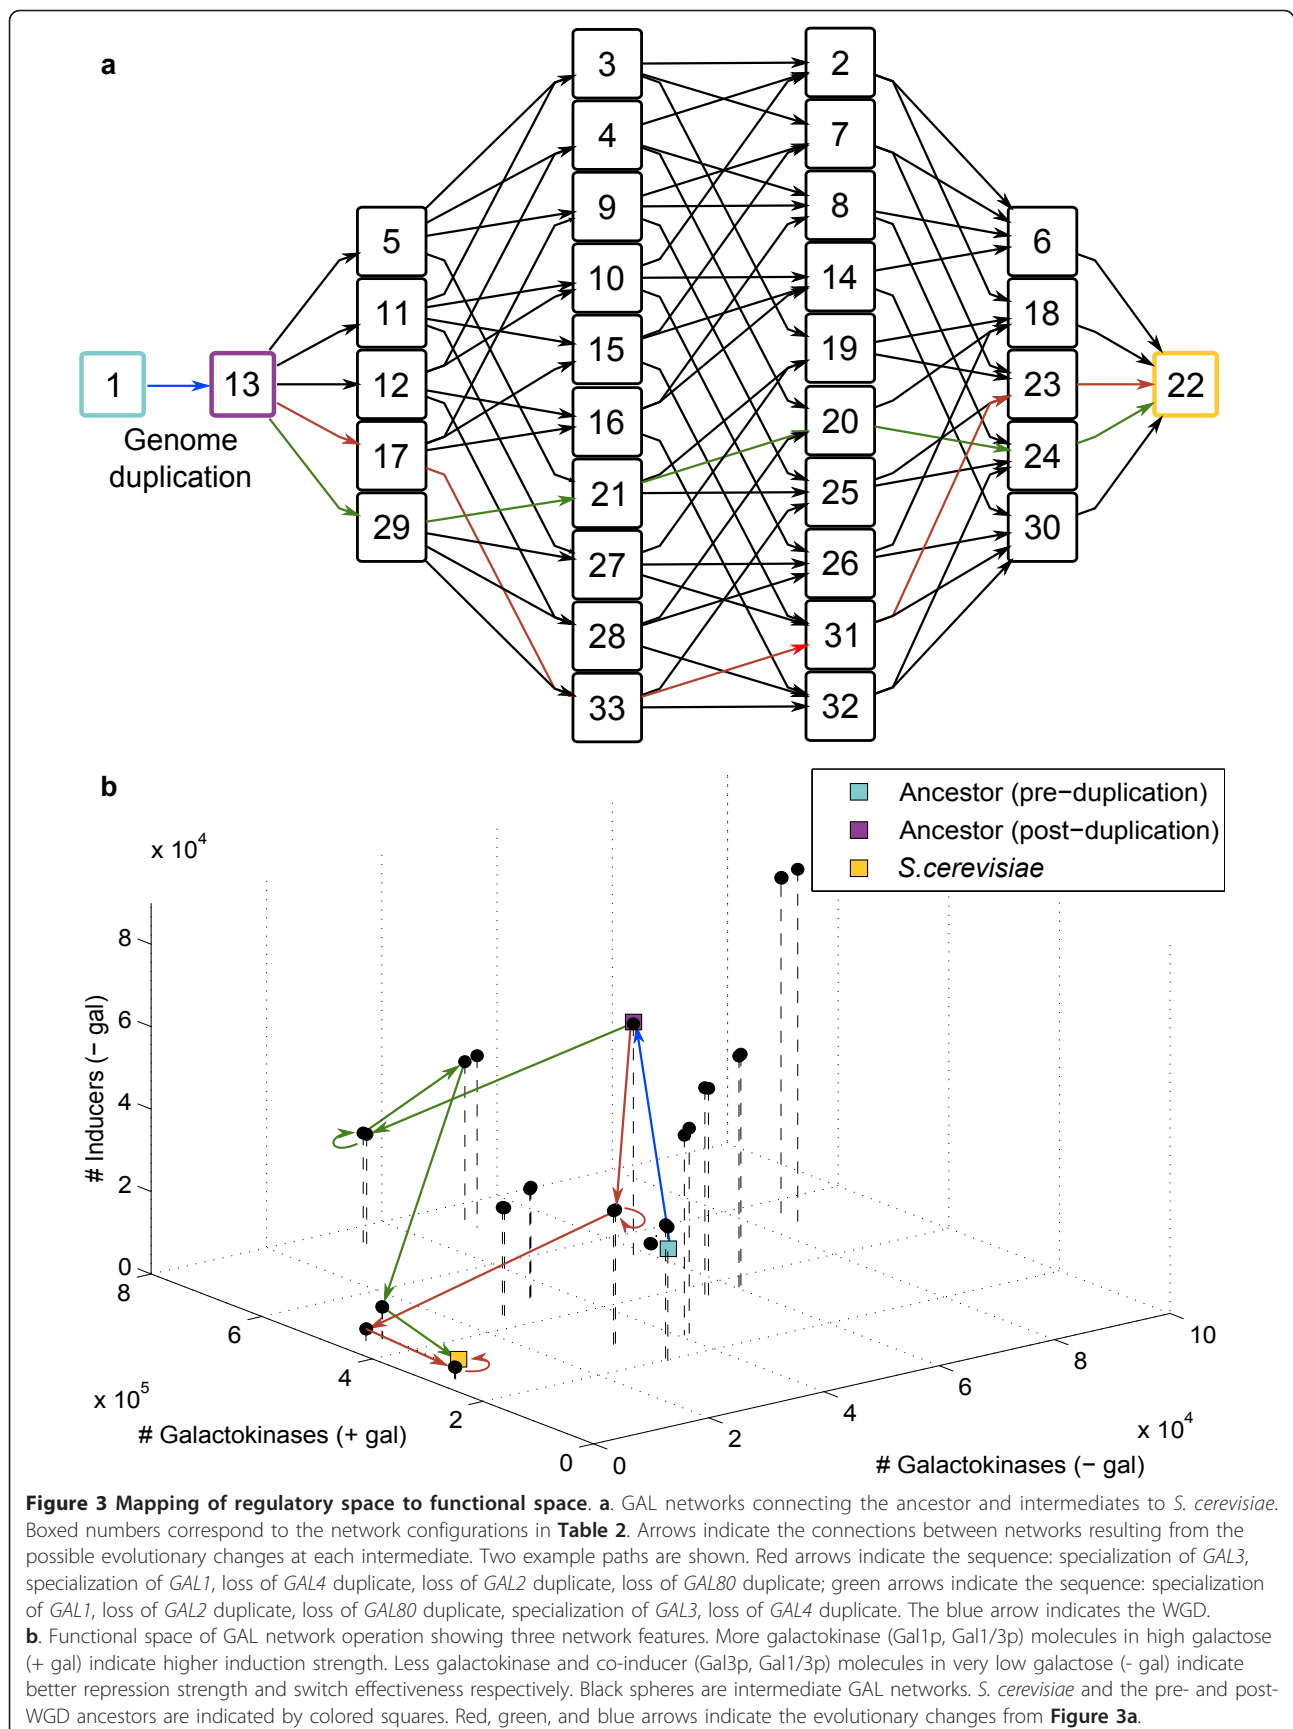 a
3
2
4
7
9
8
5
6
10
14
11
18
15
19
1
13
12
23
22
16
20
Genome
duplication
17
24
21
25
29
30
27
26
28
31
33
32
b
Ancestor (pre−duplication)
Ancestor (post−duplication)
S.cerevisiae
x 10⁴
8
6
4
2
0
# Inducers (− gal)
8
6
4
2
0
x 10⁵
# Galactokinases (+ gal)
0
2
4
6
8
10
x 10⁴
# Galactokinases (− gal)
Figure 3 Mapping of regulatory space to functional space. a. GAL networks connecting the ancestor and intermediates to S. cerevisiae.
Boxed numbers correspond to the network configurations in Table 2. Arrows indicate the connections between networks resulting from the
possible evolutionary changes at each intermediate. Two example paths are shown. Red arrows indicate the sequence: specialization of GAL3,
specialization of GAL1, loss of GAL4 duplicate, loss of GAL2 duplicate, loss of GAL80 duplicate; green arrows indicate the sequence: specialization
of GAL1, loss of GAL2 duplicate, loss of GAL80 duplicate, specialization of GAL3, loss of GAL4 duplicate. The blue arrow indicates the WGD.
b. Functional space of GAL network operation showing three network features. More galactokinase (Gal1p, Gal1/3p) molecules in high galactose
(+ gal) indicate higher induction strength. Less galactokinase and co-inducer (Gal3p, Gal1/3p) molecules in very low galactose (- gal) indicate
better repression strength and switch effectiveness respectively. Black spheres are intermediate GAL networks. S. cerevisiae and the pre- and post-
WGD ancestors are indicated by colored squares. Red, green, and blue arrows indicate the evolutionary changes from Figure 3a.